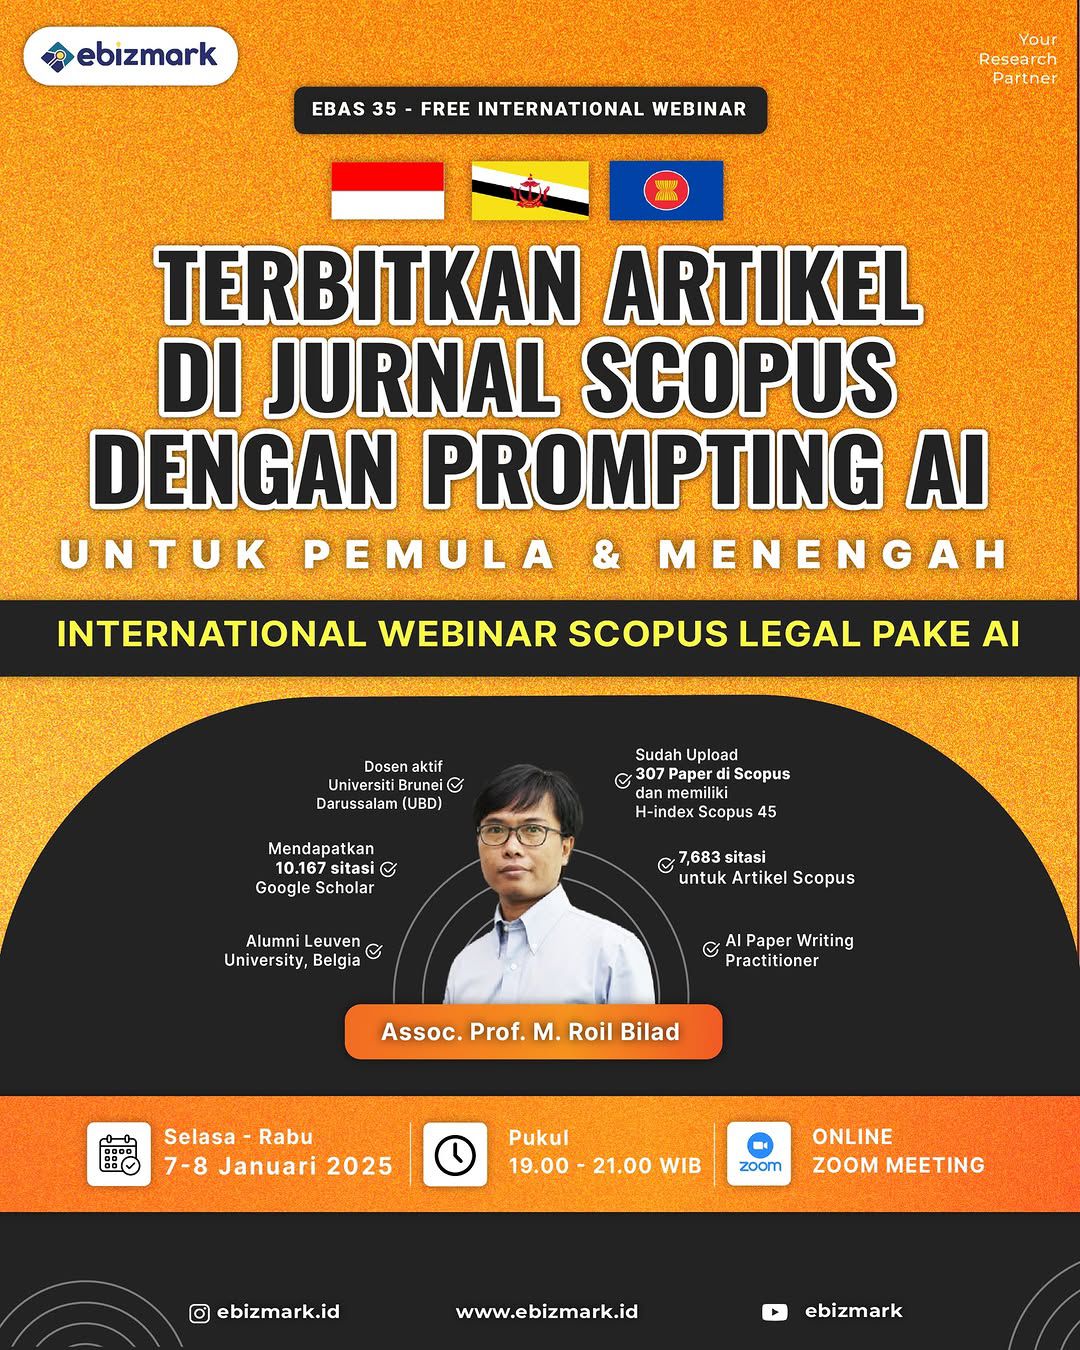 ebizmark
Your
Research
Partner
EBAS 35 - FREE INTERNATIONAL WEBINAR
TERBITKAN ARTIKEL
DI JURNAL SCOPUS
DENGAN PROMPTING AI
UNTUK PEMULA & MENENGAH
INTERNATIONAL WEBINAR SCOPUS LEGAL PAKE AI
Dosen aktif
Universiti Brunei
Darussalam (UBD)
Mendapatkan
10.167 sitasi
Google Scholar
Alumni Leuven
University, Belgia
Sudah Upload
307 Paper di Scopus
dan memiliki
H-index Scopus 45
7,683 sitasi
untuk Artikel Scopus
AI Paper Writing
Practitioner
Assoc. Prof. M. Roil Bilad
Selasa - Rabu
7-8 Januari 2025
Pukul
19.00 - 21.00 WIB
zoom
ONLINE
ZOOM MEETING
ebizmark.id
www.ebizmark.id
ebizmark